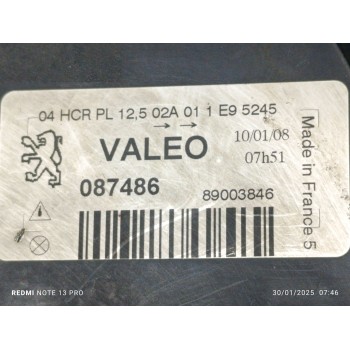 04 HCR PL 12,5 02A 01 1 E9 5245
VALEO
10/01/08
07h51
087486
89003846
Made in France 5
REDMI NOTE 13 PRO
30/01/2025 07:46